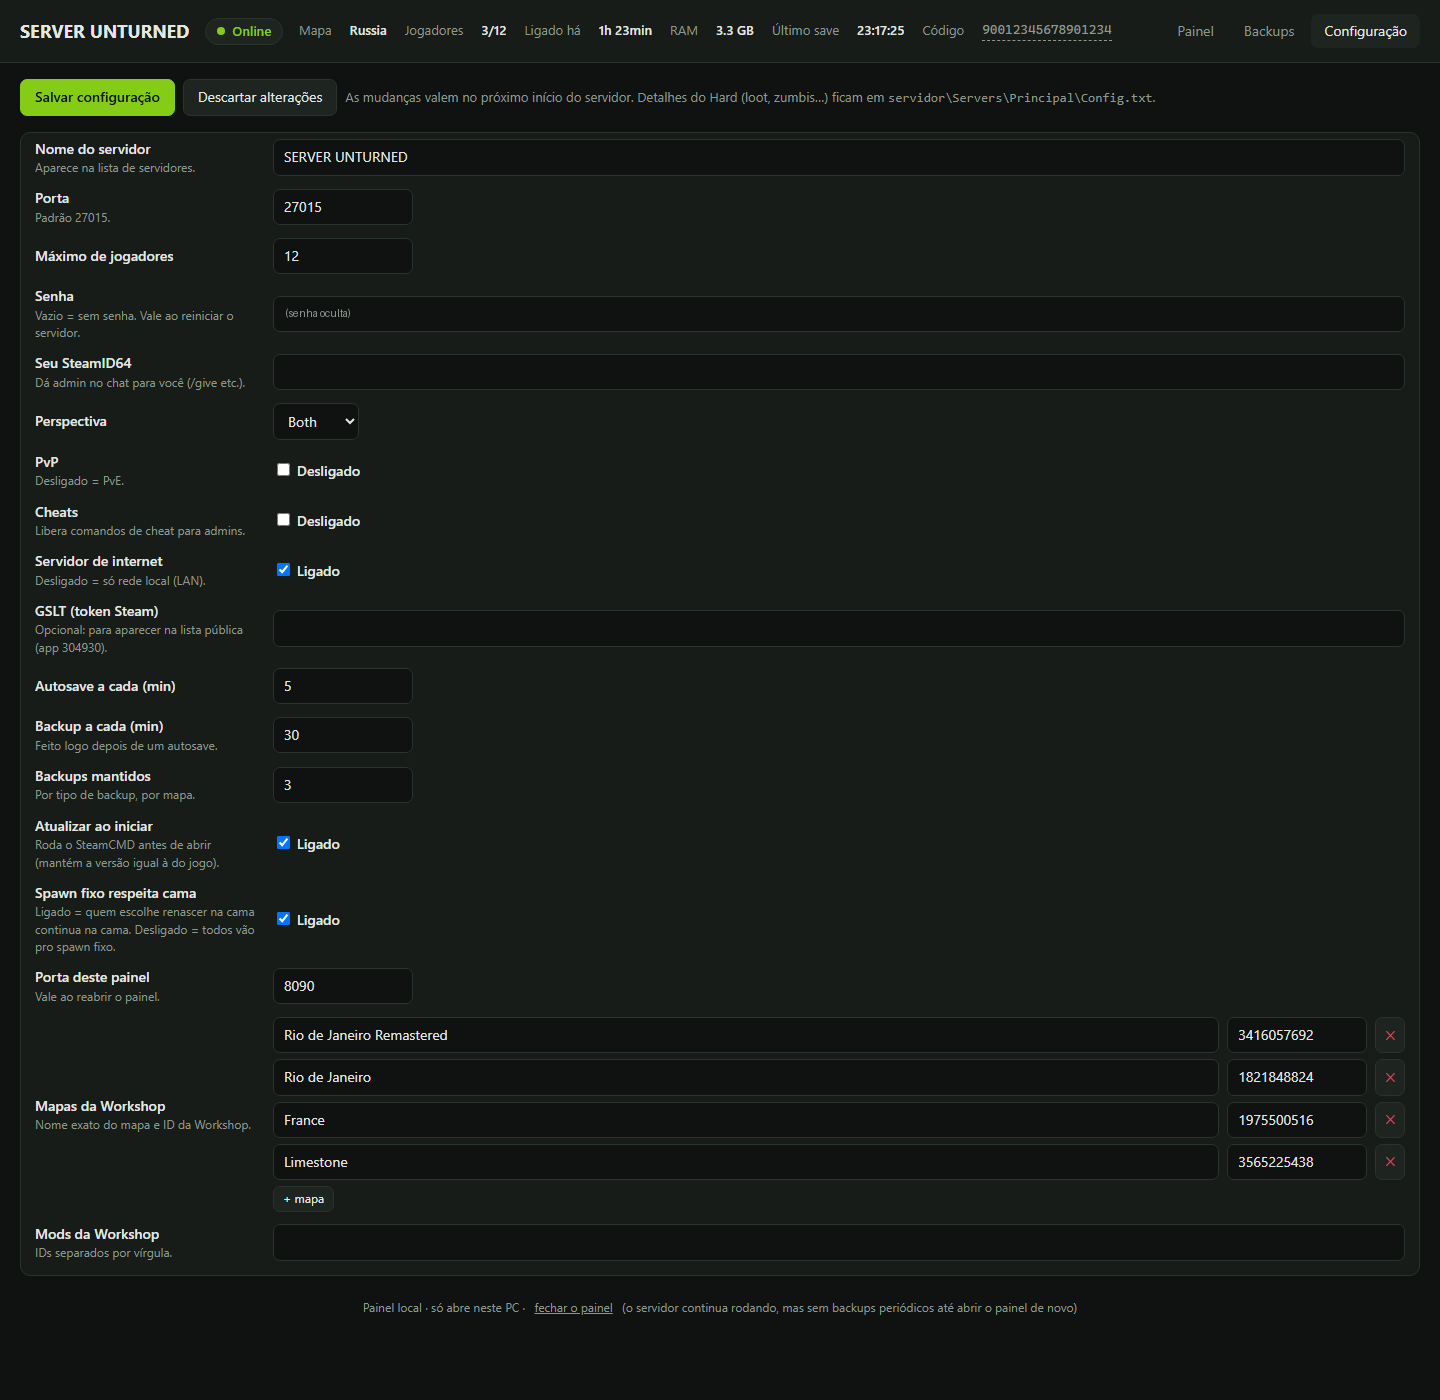 SERVER UNTURNED
Online
Mapa Russia Jogadores 3/12 Ligado há 1h 23min RAM 3.3 GB Último save 23:17:25 Código 90012345678901234
Painel Backups Configuração
Salvar configuração
Descartar alterações
As mudanças valem no próximo início do servidor. Detalhes do Hard (loot, zumbis...) ficam em servidor\Servers\Principal\Config.txt.
Nome do servidor
Aparece na lista de servidores.
SERVER UNTURNED
Porta
Padrão 27015.
27015
Máximo de jogadores
12
Senha
Vazio = sem senha. Vale ao reiniciar o
servidor.
(senha oculta)
Seu SteamID64
Dá admin no chat para você (/give etc.).
Perspectiva
Both
PvP
Desligado = PvE.
Desligado
Cheats
Libera comandos de cheat para admins.
Desligado
Servidor de internet
Desligado = só rede local (LAN).
Ligado
GSLT (token Steam)
Opcional: para aparecer na lista pública
(app 304930).
Autosave a cada (min)
5
Backup a cada (min)
Feito logo depois de um autosave.
30
Backups mantidos
Por tipo de backup, por mapa.
3
Atualizar ao iniciar
Roda o SteamCMD antes de abrir
(mantém a versão igual à do jogo).
Ligado
Spawn fixo respeita cama
Ligado = quem escolhe renascer na cama
continua na cama. Desligado = todos vão
pro spawn fixo.
Ligado
Porta deste painel
Vale ao reabrir o painel.
8090
Mapas da Workshop
Nome exato do mapa e ID da Workshop.
Rio de Janeiro Remastered 3416057692 ×
Rio de Janeiro 1821848824 ×
France 1975500516 ×
Limestone 3565225438 ×
+ mapa
Mods da Workshop
IDs separados por vírgula.
Painel local · só abre neste PC · fechar o painel (o servidor continua rodando, mas sem backups periódicos até abrir o painel de novo)